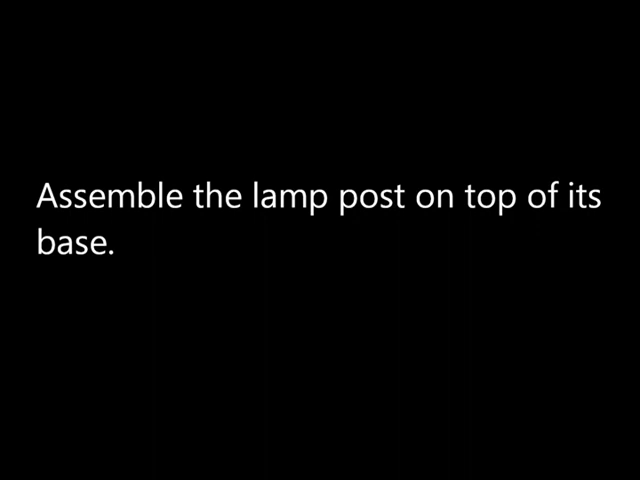 Assemble the lamp post on top of its
base.